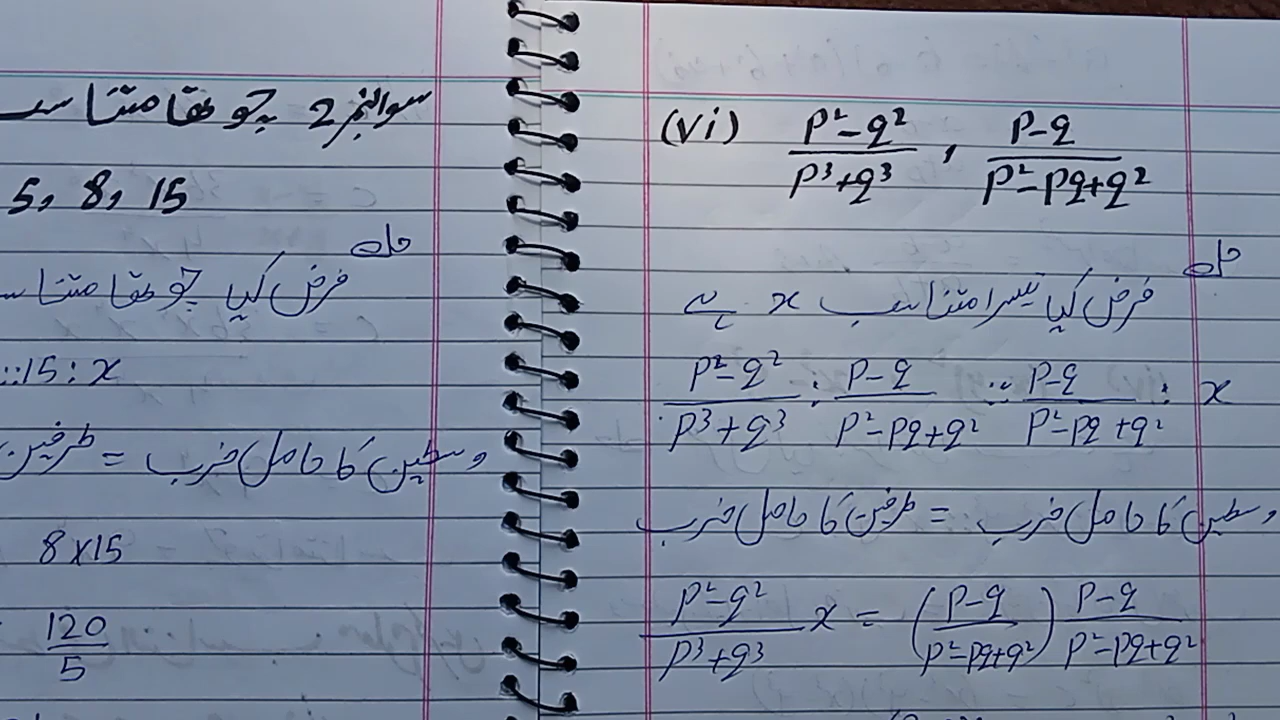 سوال نمبر 2 چوتھا متناسب
5, 8, 15
حل
فرض کیا چوتھا متناسب
::15 : x
وسطین کا حاصل ضرب = طرفین
8×15
120/5
(vi) (P²-q²)/(P³+q³) , (P-q)/(P²-Pq+q²)
حل
فرض کیا تیسرا متناسب x ہے
(P²-q²)/(P³+q³) : (P-q)/(P²-Pq+q²) :: (P-q)/(P²-Pq+q²) : x
وسطین کا حاصل ضرب = طرفین کا حاصل ضرب
(P²-q²)/(P³+q³) x = ((P-q)/(P²-Pq+q²)) (P-q)/(P²-Pq+q²)